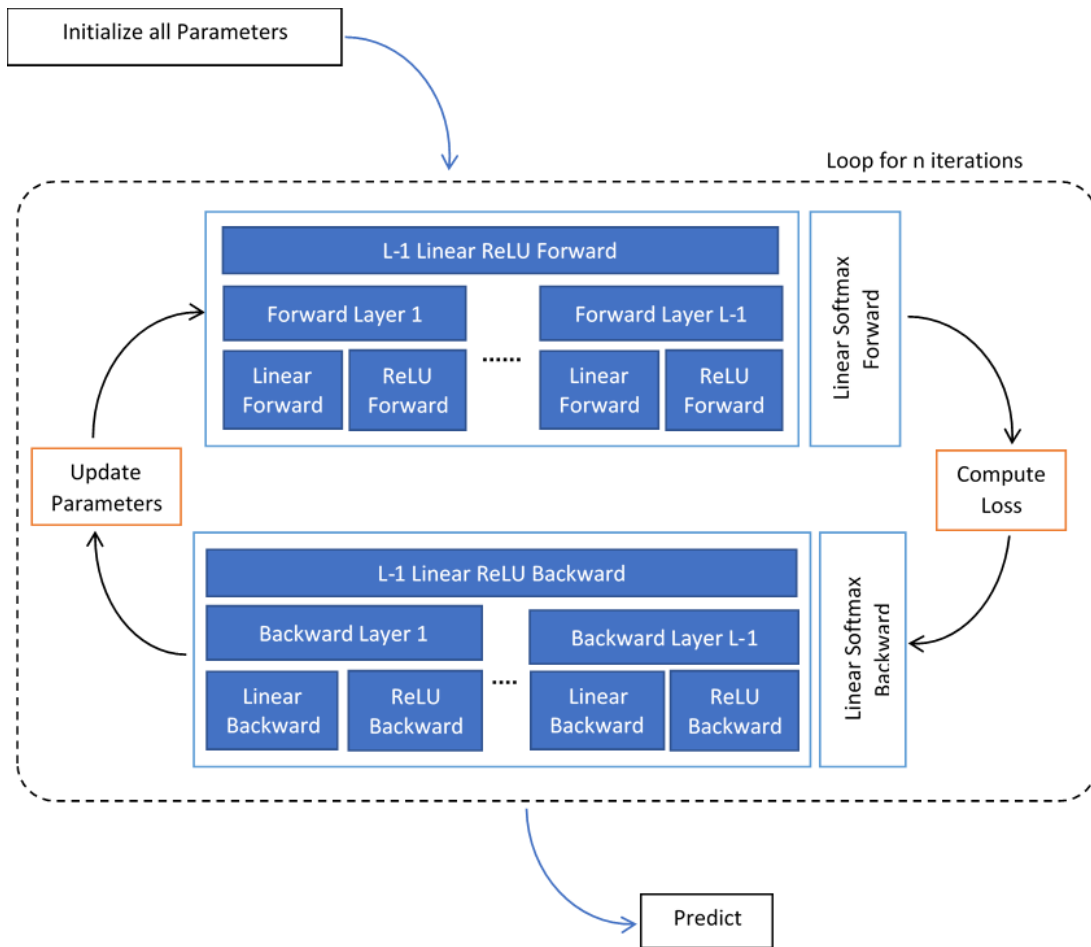 Initialize all Parameters
Loop for n iterations
L-1 Linear ReLU Forward
Forward Layer 1
Forward Layer L-1
Linear
Forward
ReLU
Forward
......
Linear
Forward
ReLU
Forward
Linear Softmax
Forward
Update
Parameters
Compute
Loss
L-1 Linear ReLU Backward
Backward Layer 1
Backward Layer L-1
Linear
Backward
ReLU
Backward
....
Linear
Backward
ReLU
Backward
Linear Softmax
Backward
Predict